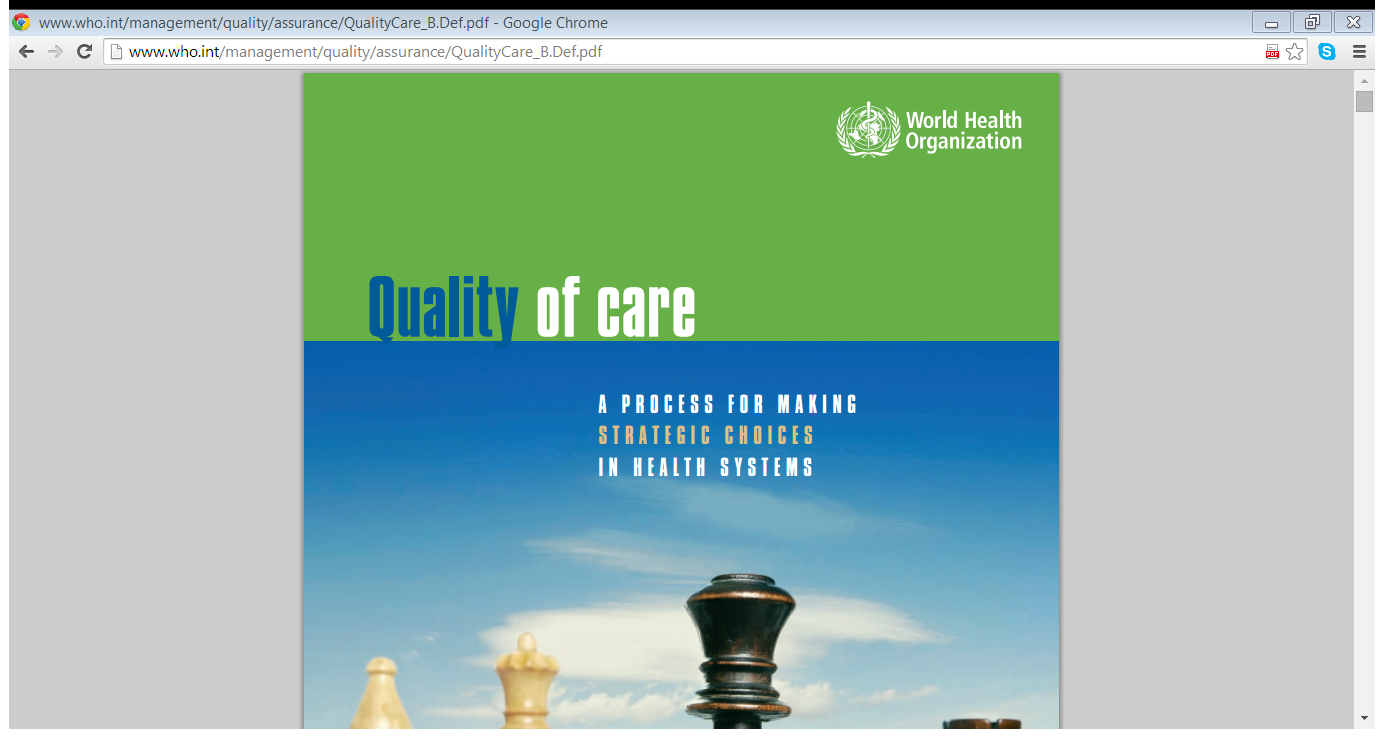 www.who.int/management/quality/assurance/QualityCare_B.Def.pdf - Google Chrome
www.who.int/management/quality/assurance/QualityCare_B.Def.pdf
World Health
Organization
Quality of care
A PROCESS FOR MAKING
STRATEGIC CHOICES
IN HEALTH SYSTEMS